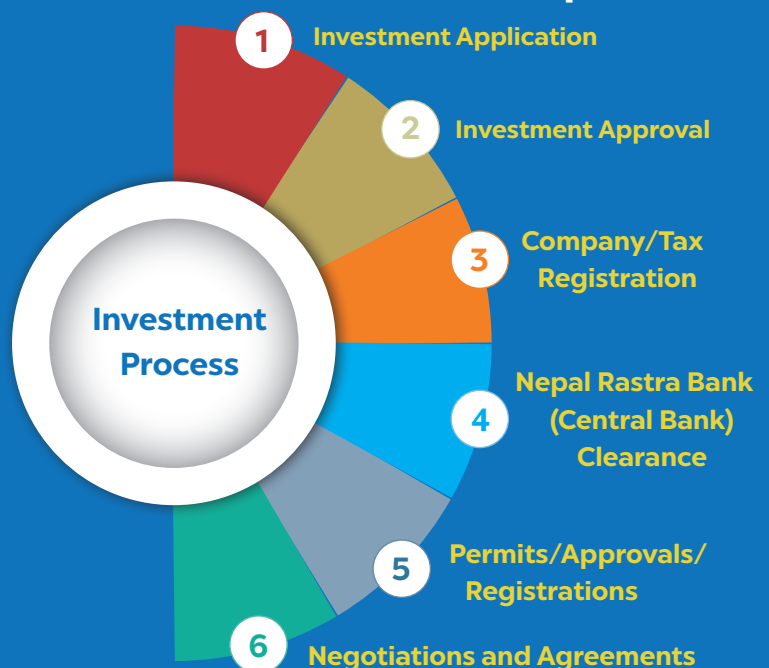 1
Investment Application
2
Investment Approval
3
Company/Tax
Registration
Investment
Process
4
Nepal Rastra Bank
(Central Bank)
Clearance
5
Permits/Approvals/
Registrations
6
Negotiations and Agreements